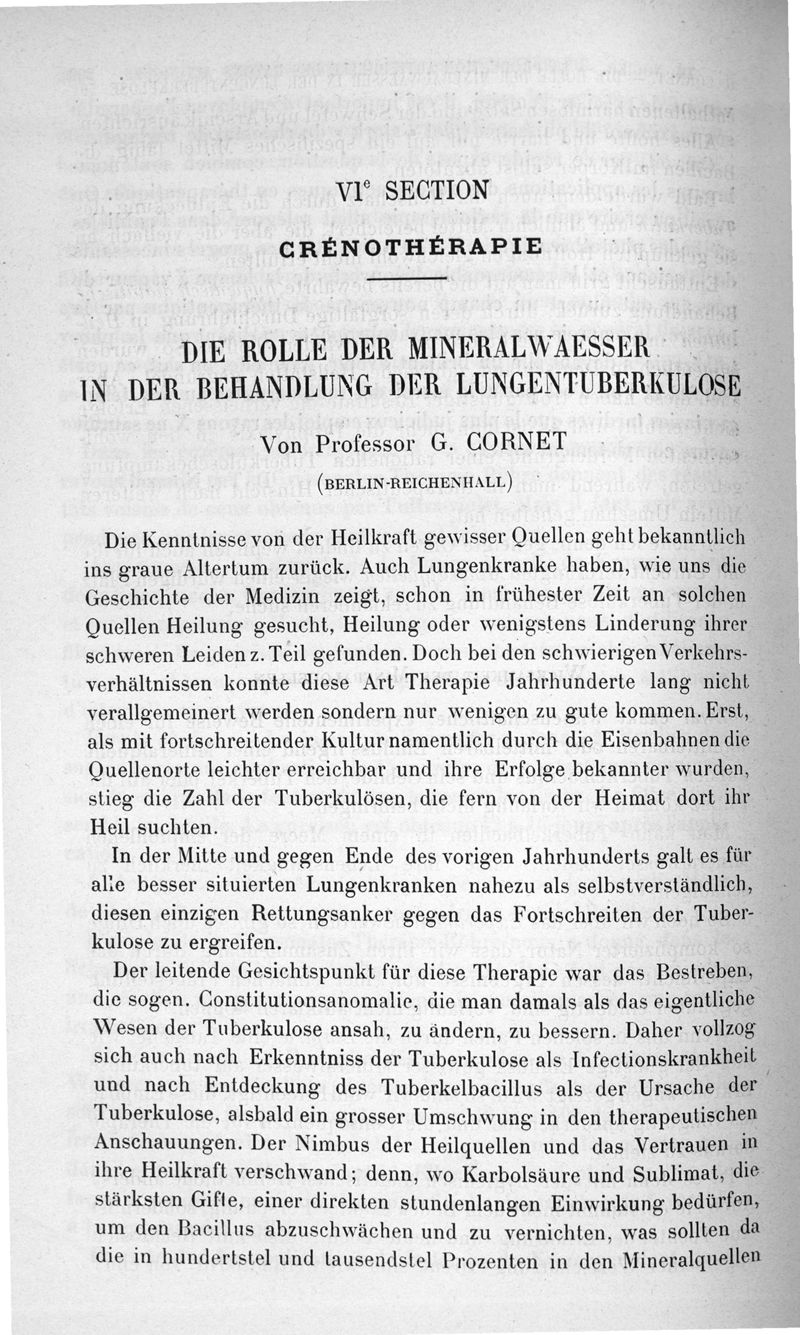 VIe SECTION
CRÉNOTHÉRAPIE
DIE ROLLE DER MINERALWAESSER
IN DER BEHANDLUNG DER LUNGENTUBERKULOSE
Von Professor G. CORNET
(BERLIN-REICHENHALL)
Die Kenntnisse von der Heilkraft gewisser Quellen geht bekanntlich
ins graue Altertum zurück. Auch Lungenkranke haben, wie uns die
Geschichte der Medizin zeigt, schon in frühester Zeit an solchen
Quellen Heilung gesucht, Heilung oder wenigstens Linderung ihrer
schweren Leiden z. Teil gefunden. Doch bei den schwierigen Verkehrs-
verhältnissen konnte diese Art Therapie Jahrhunderte lang nicht
verallgemeinert werden sondern nur wenigen zu gute kommen. Erst,
als mit fortschreitender Kultur namentlich durch die Eisenbahnen die
Quellenorte leichter erreichbar und ihre Erfolge bekannter wurden,
stieg die Zahl der Tuberkulösen, die fern von der Heimat dort ihr
Heil suchten.
In der Mitte und gegen Ende des vorigen Jahrhunderts galt es für
alle besser situierten Lungenkranken nahezu als selbstverständlich,
diesen einzigen Rettungsanker gegen das Fortschreiten der Tuber-
kulose zu ergreifen.
Der leitende Gesichtspunkt für diese Therapie war das Bestreben,
die sogen. Constitutionsanomalie, die man damals als das eigentliche
Wesen der Tuberkulose ansah, zu ändern, zu bessern. Daher vollzog
sich auch nach Erkenntniss der Tuberkulose als Infectionskrankheit
und nach Entdeckung des Tuberkelbacillus als der Ursache der
Tuberkulose, alsbald ein grosser Umschwung in den therapeutischen
Anschauungen. Der Nimbus der Heilquellen und das Vertrauen in
ihre Heilkraft verschwand; denn, wo Karbolsäure und Sublimat, die
stärksten Gifte, einer direkten stundenlangen Einwirkung bedürfen,
um den Bacillus abzuschwächen und zu vernichten, was sollten da
die in hundertstel und tausendstel Prozenten in den Mineralquellen